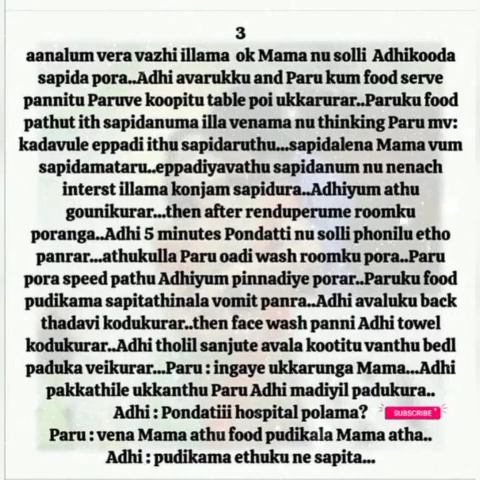 3
aanalum vera vazhi illama ok Mama nu solli Adhikooda
sapida pora..Adhi avarukku and Paru kum food serve
pannitu Paruve koopitu table poi ukkarurar..Paruku food
pathut ith sapidanuma illa venama nu thinking Paru mv:
kadavule eppadi ithu sapidaruthu...sapidalena Mama vum
sapidamataru..eppadiyavathu sapidanum nu nenach
interst illama konjam sapidura..Adhiyum athu
gounikurar...then after renduperume roomku
poranga..Adhi 5 minutes Pondatti nu solli phonilu etho
panrar...athukulla Paru oadi wash roomku pora..Paru
pora speed pathu Adhiyum pinnadiye porar..Paruku food
pudikama sapitathinala vomit panra..Adhi avaluku back
thadavi kodukurar..then face wash panni Adhi towel
kodukurar..Adhi tholil sanjute avala kootitu vanthu bedl
paduka veikurar...Paru : ingaye ukkarunga Mama...Adhi
pakkathile ukkanthu Paru Adhi madiyil padukura..
Adhi : Pondatiii hospital polama? SUBSCRIBE
Paru : vena Mama athu food pudikala Mama atha..
Adhi : pudikama ethuku ne sapita...